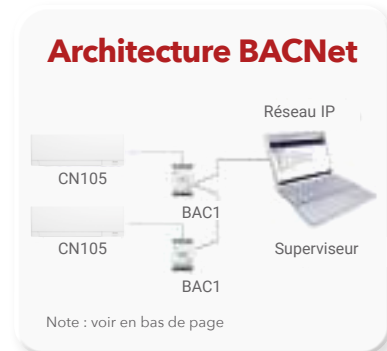 Architecture BACNet
Réseau IP
CN105
BAC1
CN105
Superviseur
BAC1
Note : voir en bas de page